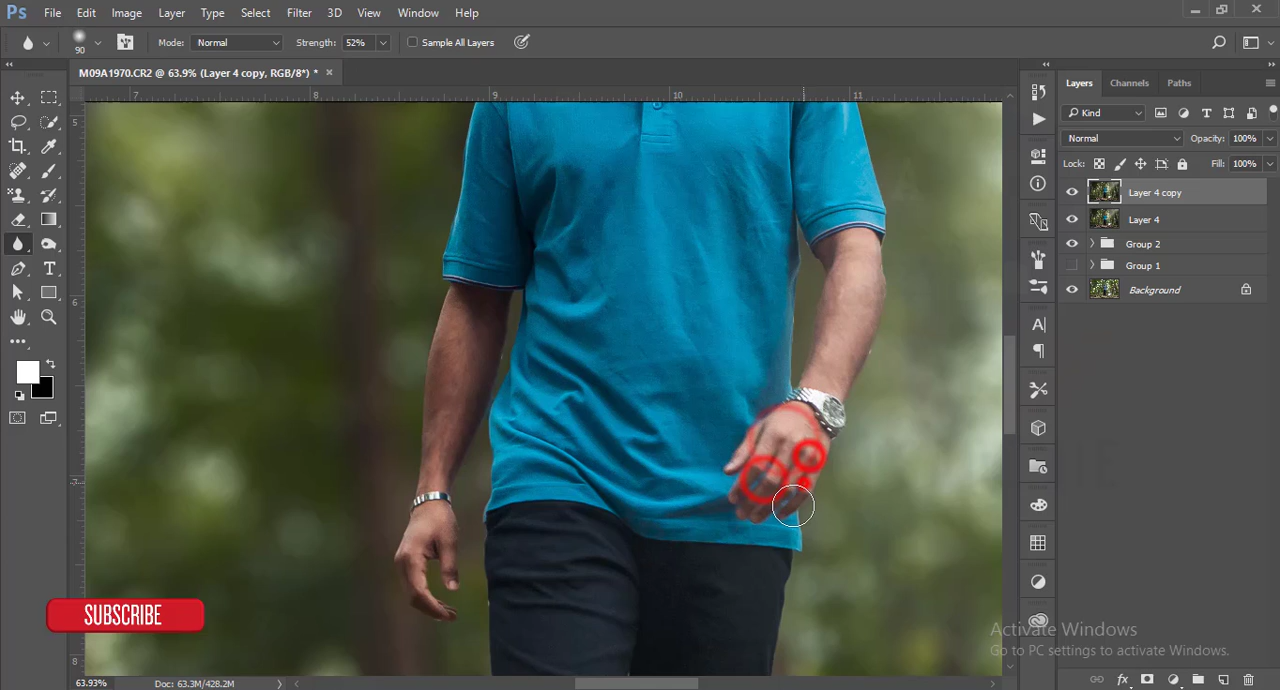 Ps File Edit Image Layer Type Select Filter 3D View Window Help
90 Mode: Normal Strength: 52% Sample All Layers
M09A1970.CR2 @ 63.9% (Layer 4 copy, RGB/8*) * ×
7 8 9 10 11
5
6
7
8
Layers Channels Paths
Kind
Normal Opacity: 100%
Lock: Fill: 100%
Layer 4 copy
Layer 4
Group 2
Group 1
Background
SUBSCRIBE
Activate Windows
Go to PC settings to activate Windows.
63.93% Doc: 63.3M/428.2M